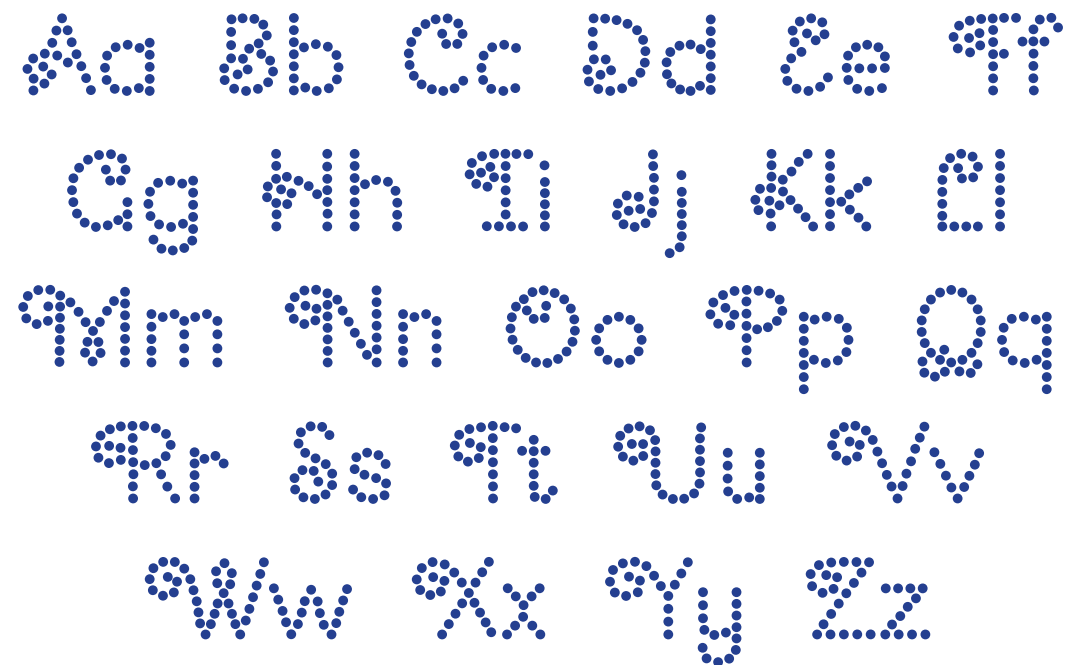 Aa Bb Cc Dd Ee Ff
Gg Hh Ii Jj Kk Ll
Mm Nn Oo Pp Qq
Rr Ss Tt Uu Vv
Ww Xx Yy Zz